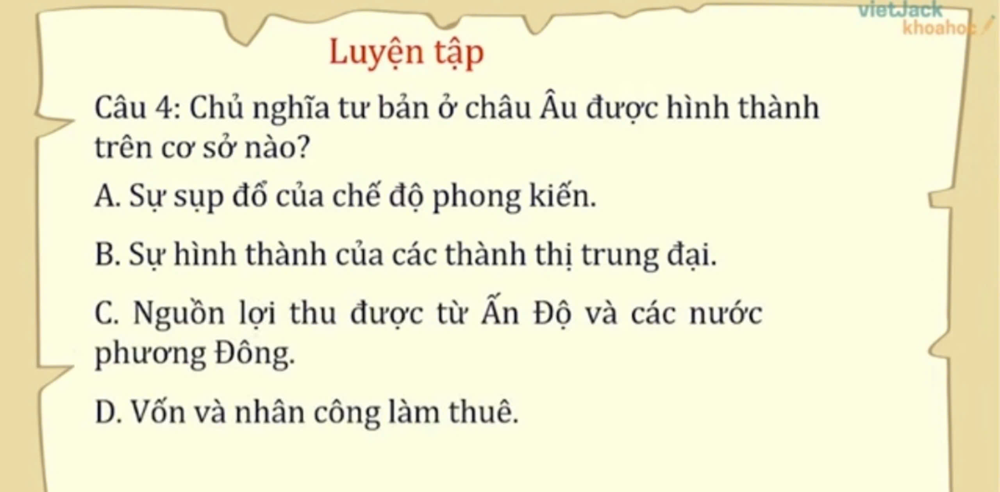 vietJack
khoahoc
Luyện tập
Câu 4: Chủ nghĩa tư bản ở châu Âu được hình thành
trên cơ sở nào?
A. Sự sụp đổ của chế độ phong kiến.
B. Sự hình thành của các thành thị trung đại.
C. Nguồn lợi thu được từ Ấn Độ và các nước
phương Đông.
D. Vốn và nhân công làm thuê.